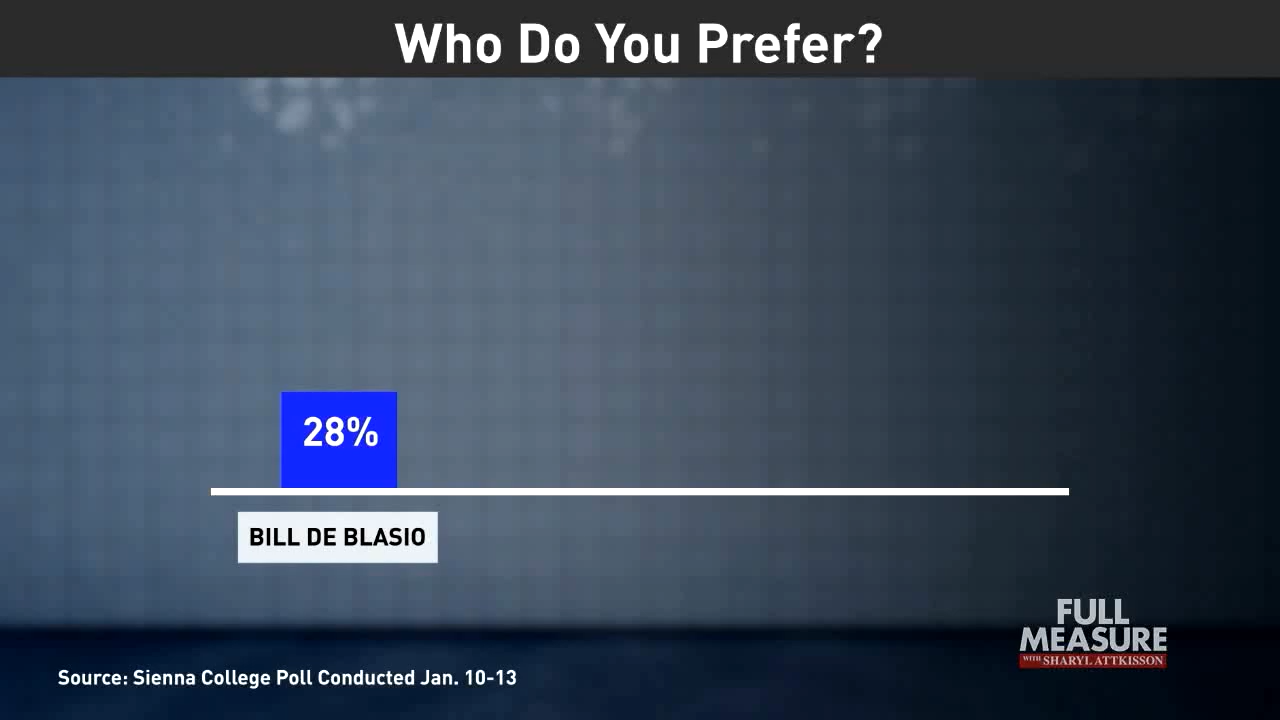 Who Do You Prefer?
28%
BILL DE BLASIO
FULL
MEASURE
WITH SHARYL ATTKISSON
Source: Sienna College Poll Conducted Jan. 10-13